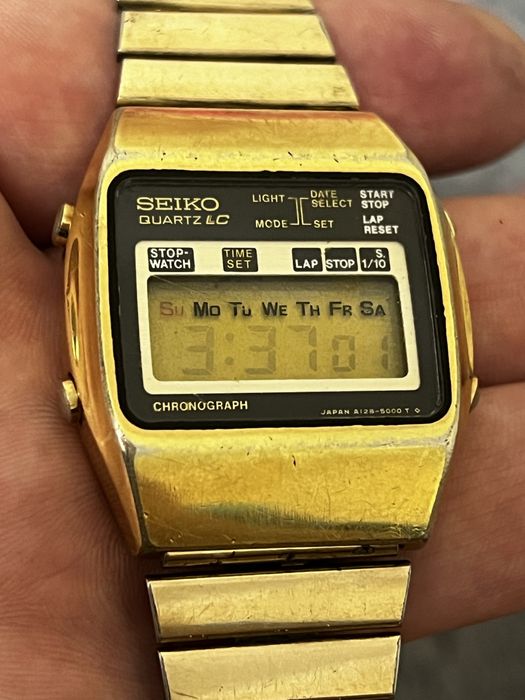 SEIKO
QUARTZ LC
LIGHT
DATE SELECT
START STOP
MODE
SET
LAP RESET
STOP-WATCH
TIME SET
LAP
STOP
S. 1/10
SU MO TU WE TH FR SA
3:37 01
CHRONOGRAPH
JAPAN A128-5000 T